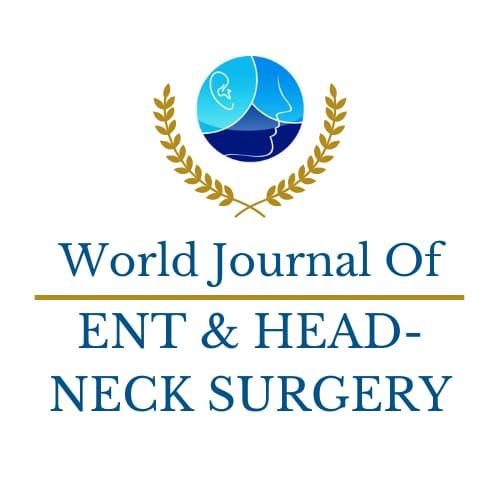 World Journal Of
ENT & HEAD-
NECK SURGERY